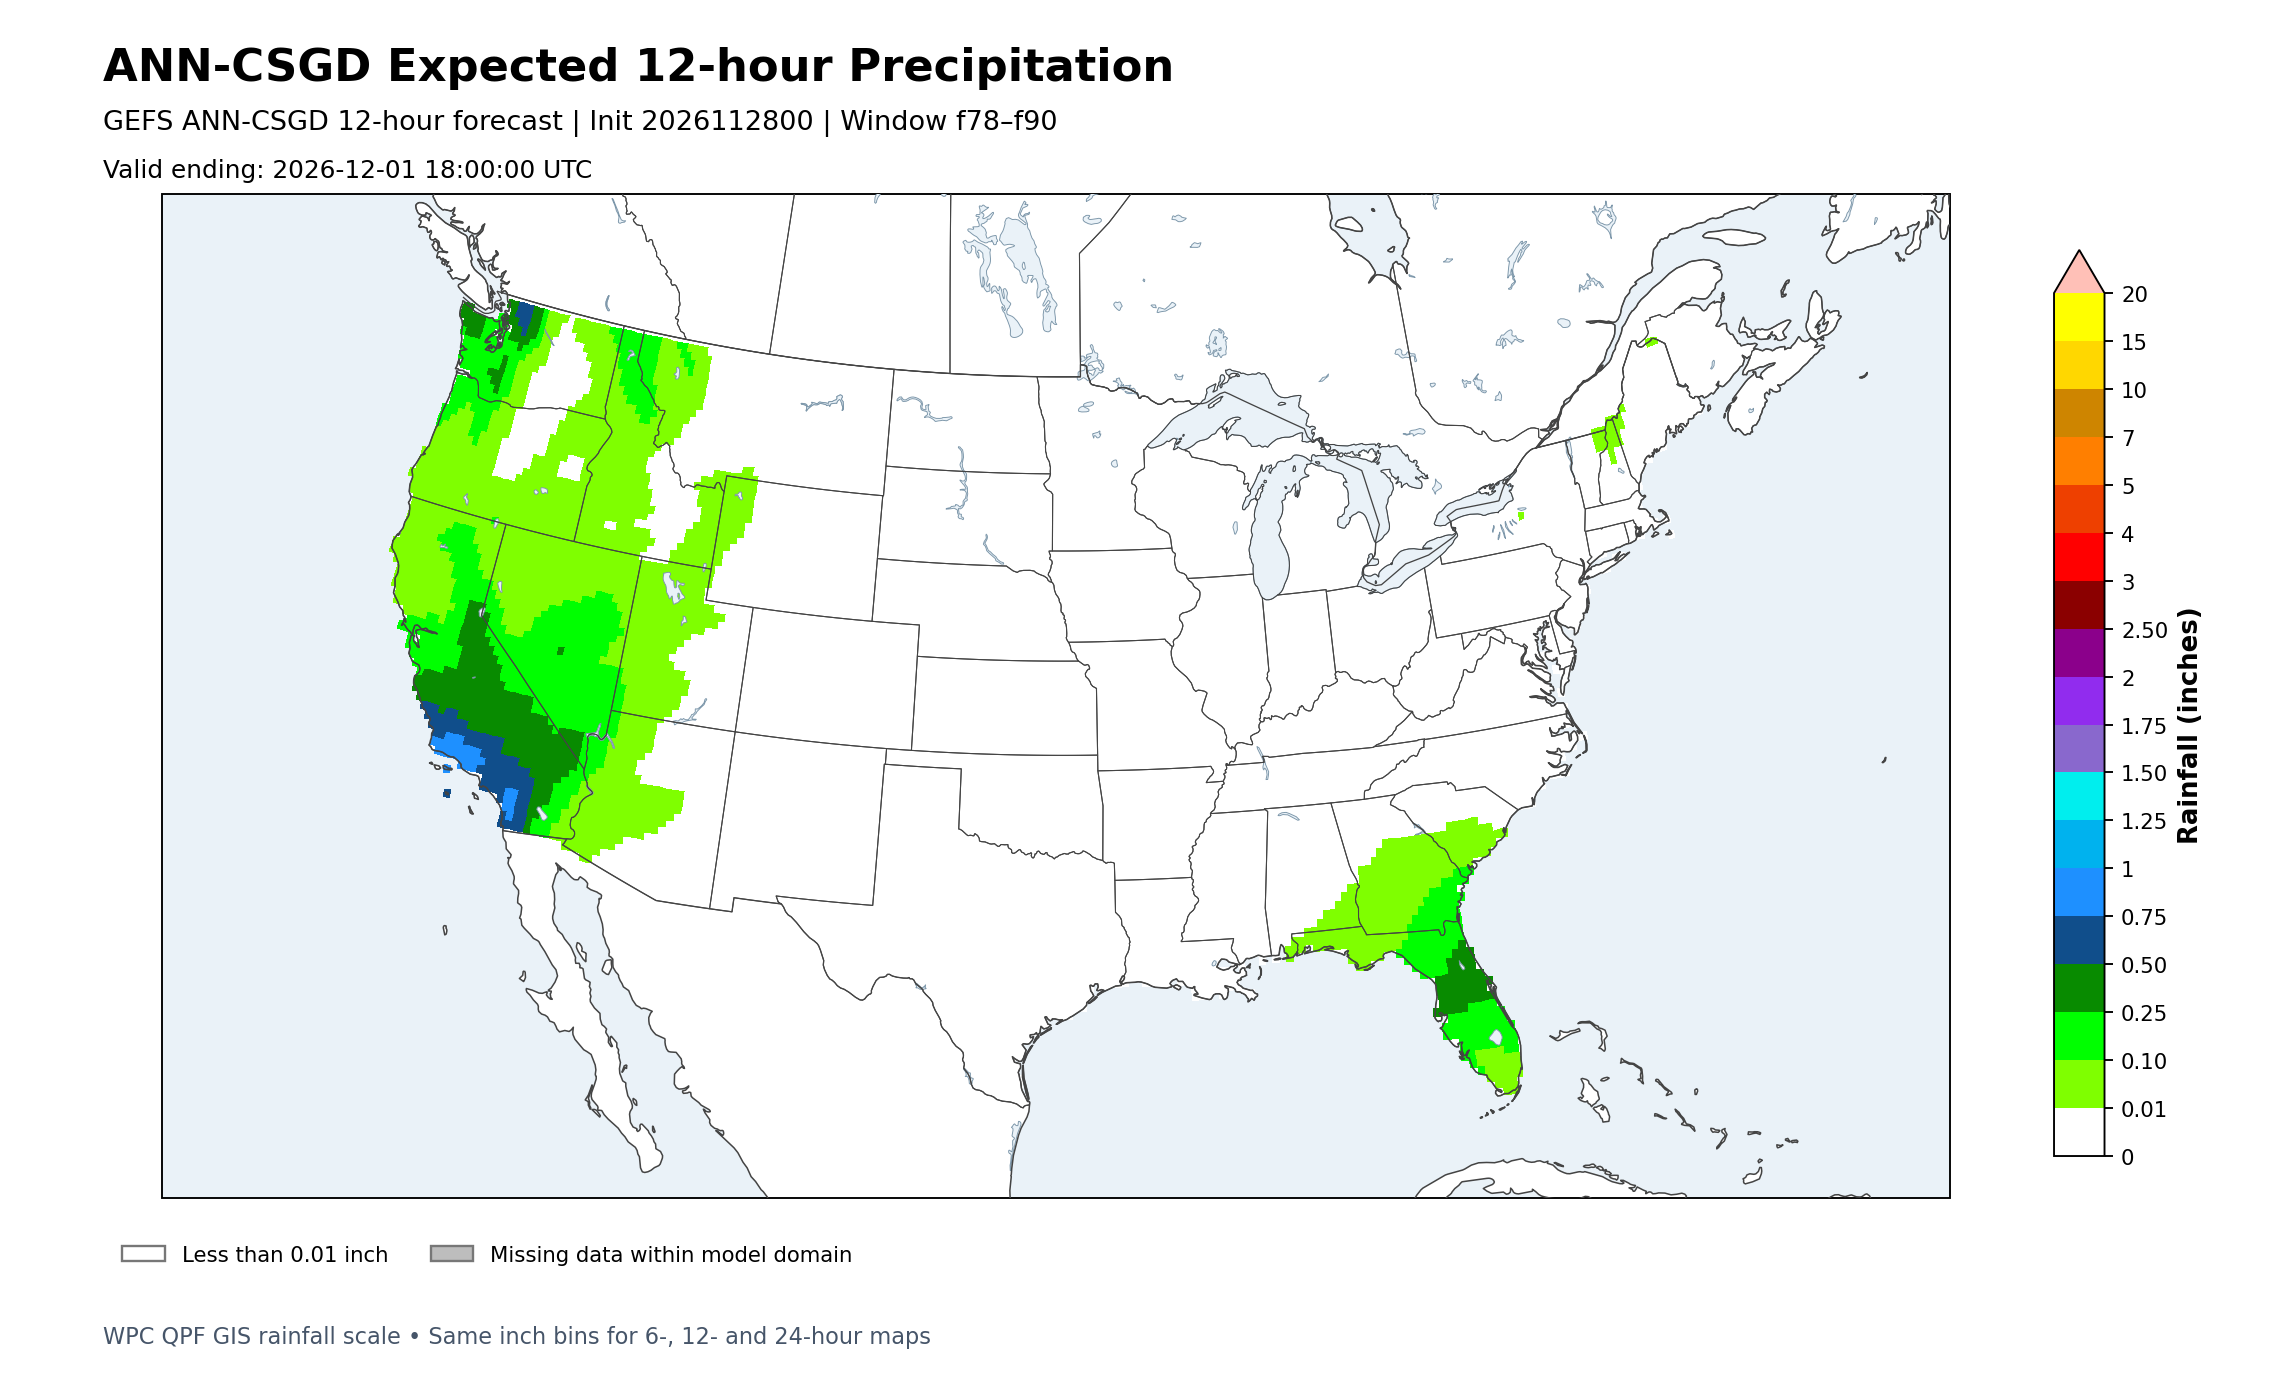 ANN-CSGD Expected 12-hour Precipitation
GEFS ANN-CSGD 12-hour forecast | Init 2026112800 | Window f78–f90
Valid ending: 2026-12-01 18:00:00 UTC
20
15
10
7
5
4
3
2.50
2
1.75
1.50
1.25
1
0.75
0.50
0.25
0.10
0.01
0
Rainfall (inches)
Less than 0.01 inch
Missing data within model domain
WPC QPF GIS rainfall scale • Same inch bins for 6-, 12- and 24-hour maps